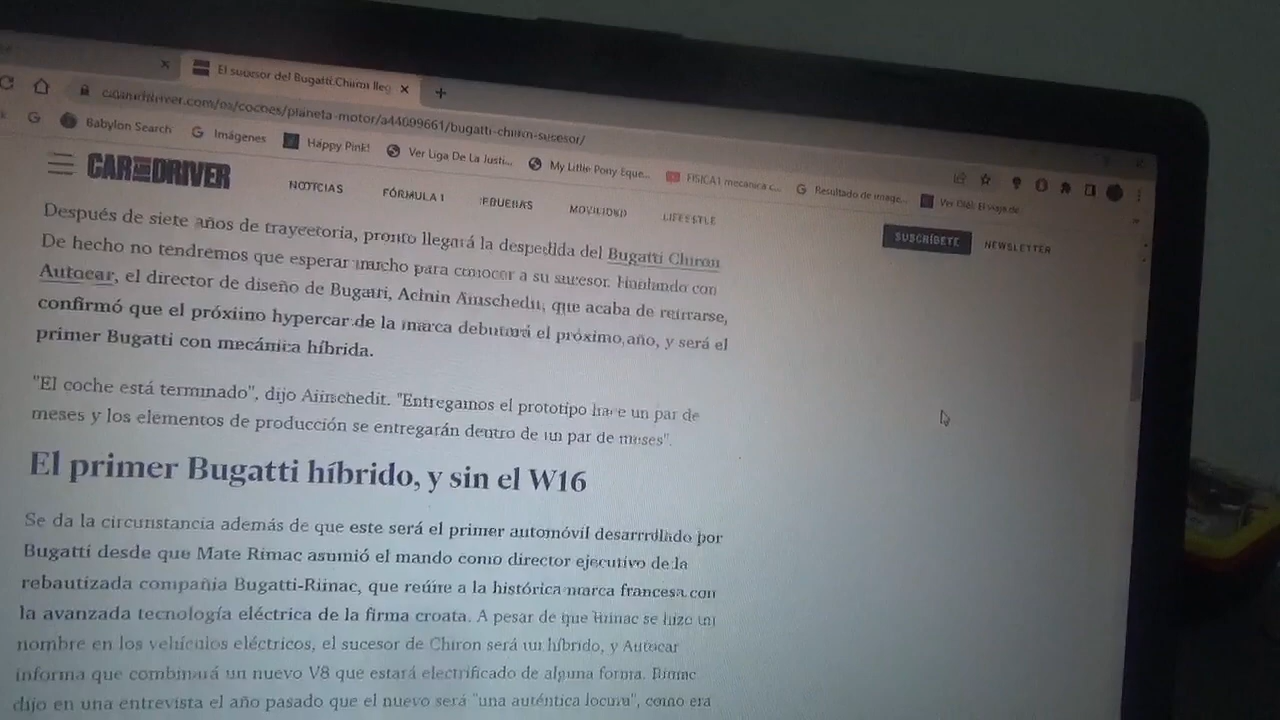 El sucesor del Bugatti Chiron lleg
caranddriver.com/es/coches/planeta-motor/a44699661/bugatti-chiron-sucesor/
G Babylon Search G Imágenes Happy Pink! Ver Liga De La Justi... My Little Pony Eque... FISICA1 mecanica c... G Resultado de image... Ver Olé! El viaje de
CAR AND DRIVER NOTICIAS FÓRMULA 1 PRUEBAS MOVILIDAD LIFESTYLE SUSCRÍBETE NEWSLETTER
Después de siete años de trayectoria, pronto llegará la despedida del Bugatti Chiron
De hecho no tendremos que esperar mucho para conocer a su sucesor. Hablando con
Autocar, el director de diseño de Bugatti, que acaba de retirarse,
confirmó que el próximo hypercar de la marca debutará el próximo año, y será el
primer Bugatti con mecánica híbrida.
"El coche está terminado", dijo "Entregamos el prototipo hace un par de
meses y los elementos de producción se entregarán dentro de un par de meses".
El primer Bugatti híbrido, y sin el W16
Se da la circunstancia además de que este será el primer automóvil desarrollado por
Bugatti desde que Mate Rimac asumió el mando como director ejecutivo de la
rebautizada compañía Bugatti-Rimac, que reúne a la histórica marca francesa con
la avanzada tecnología eléctrica de la firma croata. A pesar de que Rimac se hizo un
nombre en los vehículos eléctricos, el sucesor de Chiron será un híbrido, y Autocar
informa que combinará un nuevo V8 que estará electrificado de alguna forma. Rimac
dijo en una entrevista el año pasado que el nuevo será "una auténtica locura", como era